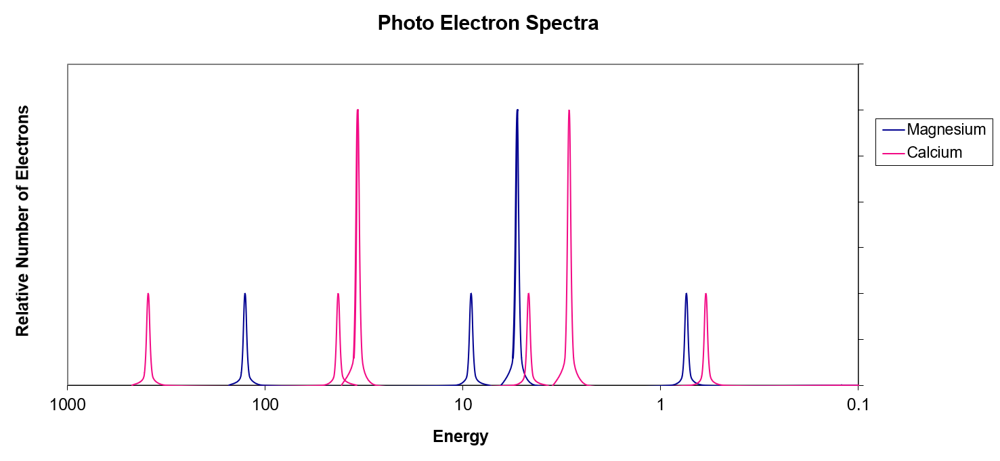 Photo Electron Spectra
Relative Number of Electrons
Magnesium
Calcium
1000 100 10 1 0.1
Energy